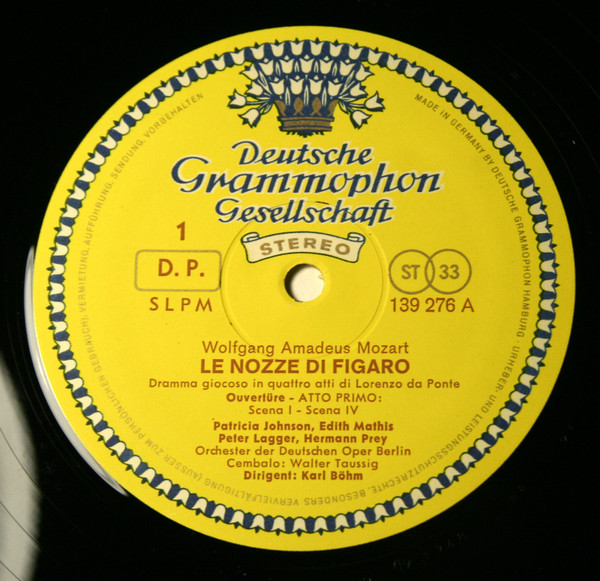 Deutsche
Grammophon
Gesellschaft
STEREO
1
D. P.
SLPM
ST 33
139 276 A
Wolfgang Amadeus Mozart
LE NOZZE DI FIGARO
Dramma giocoso in quattro atti di Lorenzo da Ponte
Ouvertüre - ATTO PRIMO:
Scena I - Scena IV
Patricia Johnson, Edith Mathis
Peter Lagger, Hermann Prey
Orchester der Deutschen Oper Berlin
Cembalo: Walter Taussig
Dirigent: Karl Böhm
MADE IN GERMANY BY DEUTSCHE GRAMMOPHON HAMBURG · URHEBER- UND LEISTUNGSSCHUTZRECHTE, BESONDERS VERVIELFÄLTIGUNG (AUSSER ZUM PERSÖNLICHEN GEBRAUCH), VERMIETUNG, AUFFÜHRUNG, SENDUNG, VORBEHALTEN